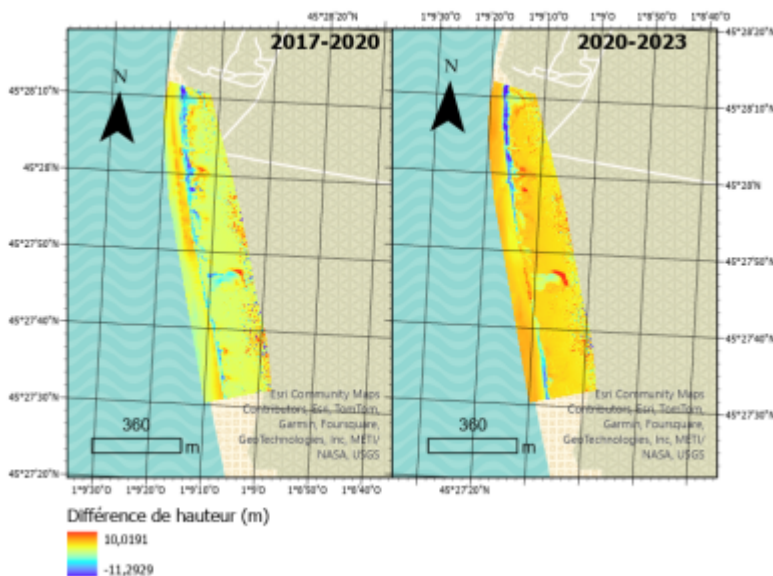 45°28'20"N
1°9'30"O 1°9'20"O 1°9'10"O 1°9'O 1°8'50"O 1°8'40"O
2017-2020
2020-2023
45°28'20"N
N
N
45°28'10"N
45°28'10"N
45°28'N
45°28'N
45°27'50"N
45°27'50"N
45°27'40"N
45°27'40"N
45°27'30"N
45°27'30"N
45°27'20"N
Esri Community Maps
Contributors, Esri, TomTom,
Garmin, Foursquare,
GeoTechnologies, Inc, METI/
NASA, USGS
360
m
Esri Community Maps
Contributors, Esri, TomTom,
Garmin, Foursquare,
GeoTechnologies, Inc, METI/
NASA, USGS
360
m
1°9'30"O 1°9'20"O 1°9'10"O 1°9'O 1°8'50"O 1°8'40"O
45°27'20"N
Différence de hauteur (m)
10,0191
-11,2929